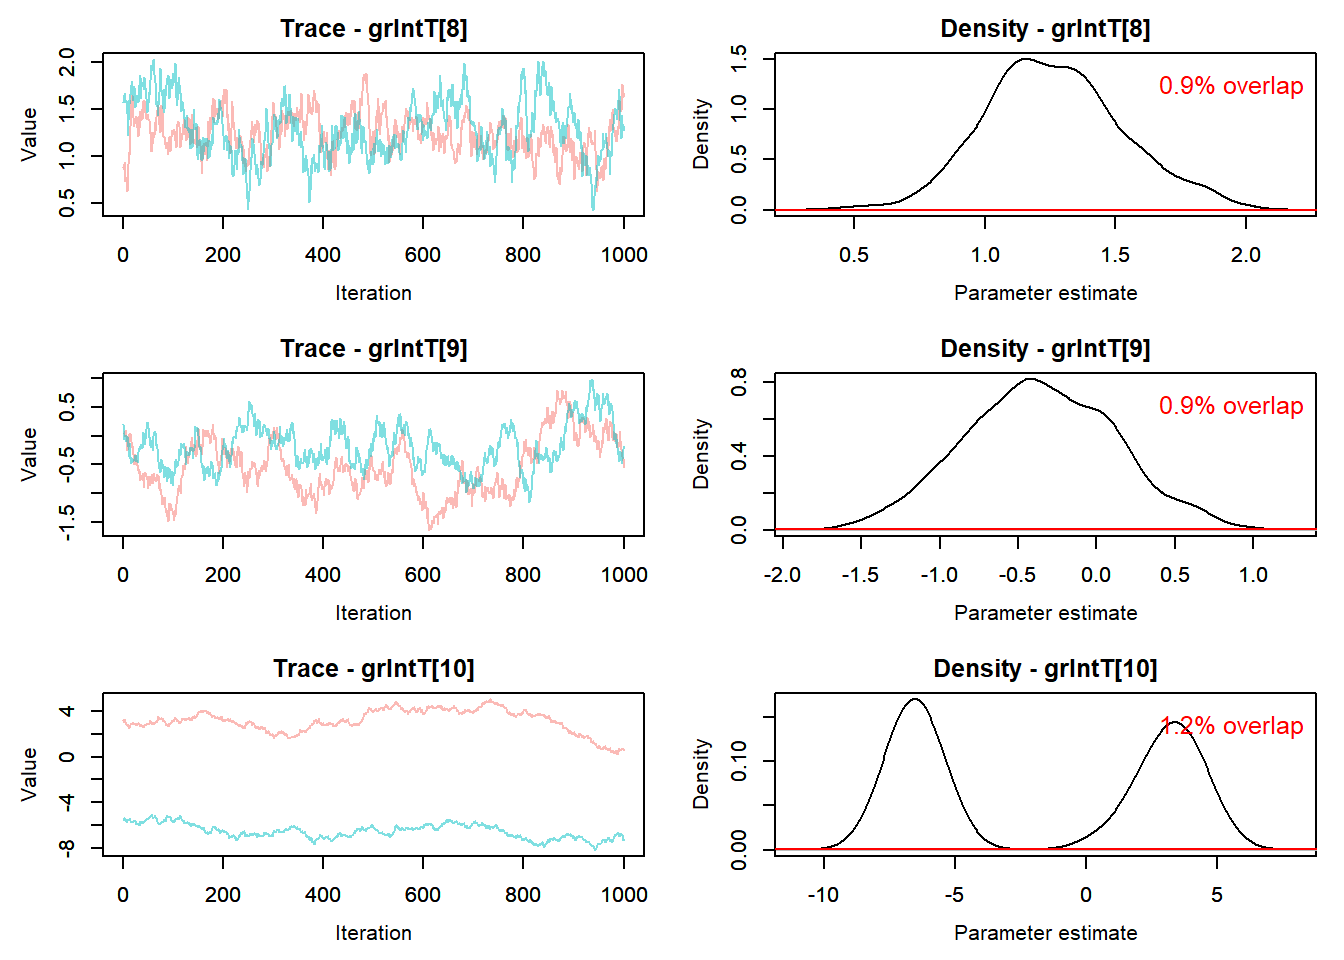 Trace - grIntT[8]
Value
0.5 1.0 1.5 2.0
0 200 400 600 800 1000
Iteration
Density - grIntT[8]
0.9% overlap
Density
0.0 0.5 1.0 1.5
0.5 1.0 1.5 2.0
Parameter estimate
Trace - grIntT[9]
Value
-1.5 -0.5 0.5
0 200 400 600 800 1000
Iteration
Density - grIntT[9]
0.9% overlap
Density
0.0 0.4 0.8
-2.0 -1.5 -1.0 -0.5 0.0 0.5 1.0
Parameter estimate
Trace - grIntT[10]
Value
-8 -4 0 4
0 200 400 600 800 1000
Iteration
Density - grIntT[10]
1.2% overlap
Density
0.00 0.10
-10 -5 0 5
Parameter estimate